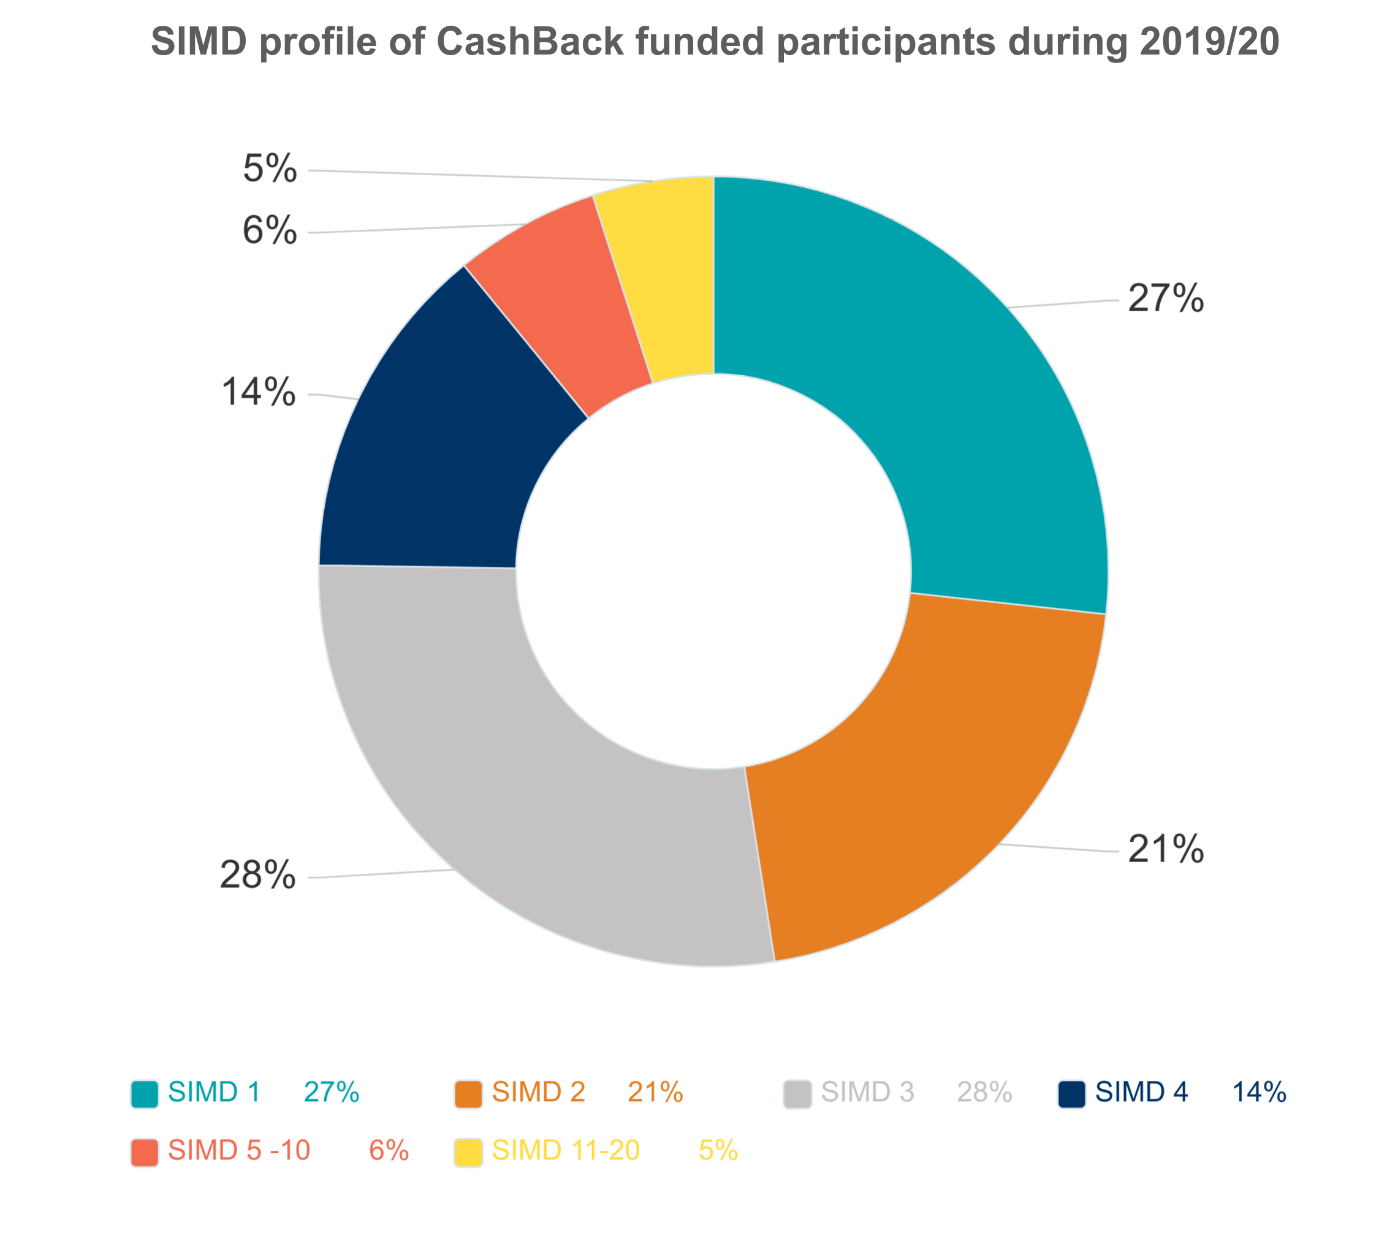 SIMD profile of CashBack funded participants during 2019/20
5%
6%
27%
14%
21%
28%
SIMD 1 27% SIMD 2 21% SIMD 3 28% SIMD 4 14%
SIMD 5 -10 6% SIMD 11-20 5%